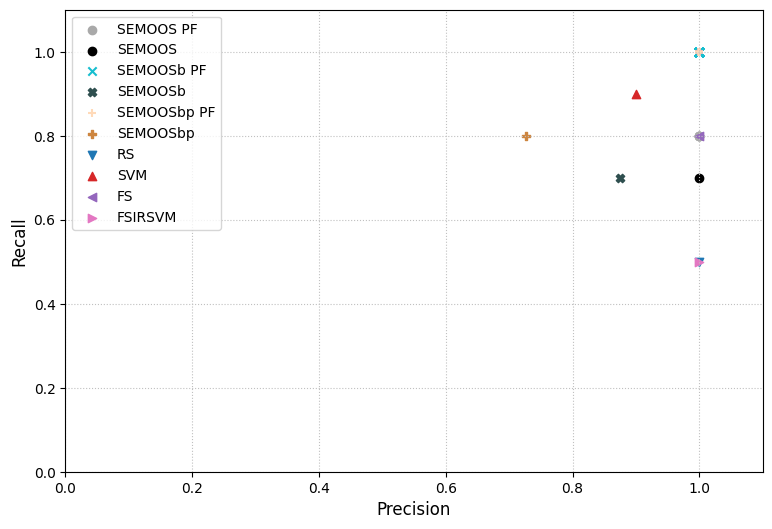 SEMOOS PF
SEMOOS
SEMOOSb PF
SEMOOSb
SEMOOSbp PF
SEMOOSbp
RS
SVM
FS
FSIRSVM
1.0
0.8
0.6
0.4
0.2
0.0
Recall
0.0 0.2 0.4 0.6 0.8 1.0
Precision